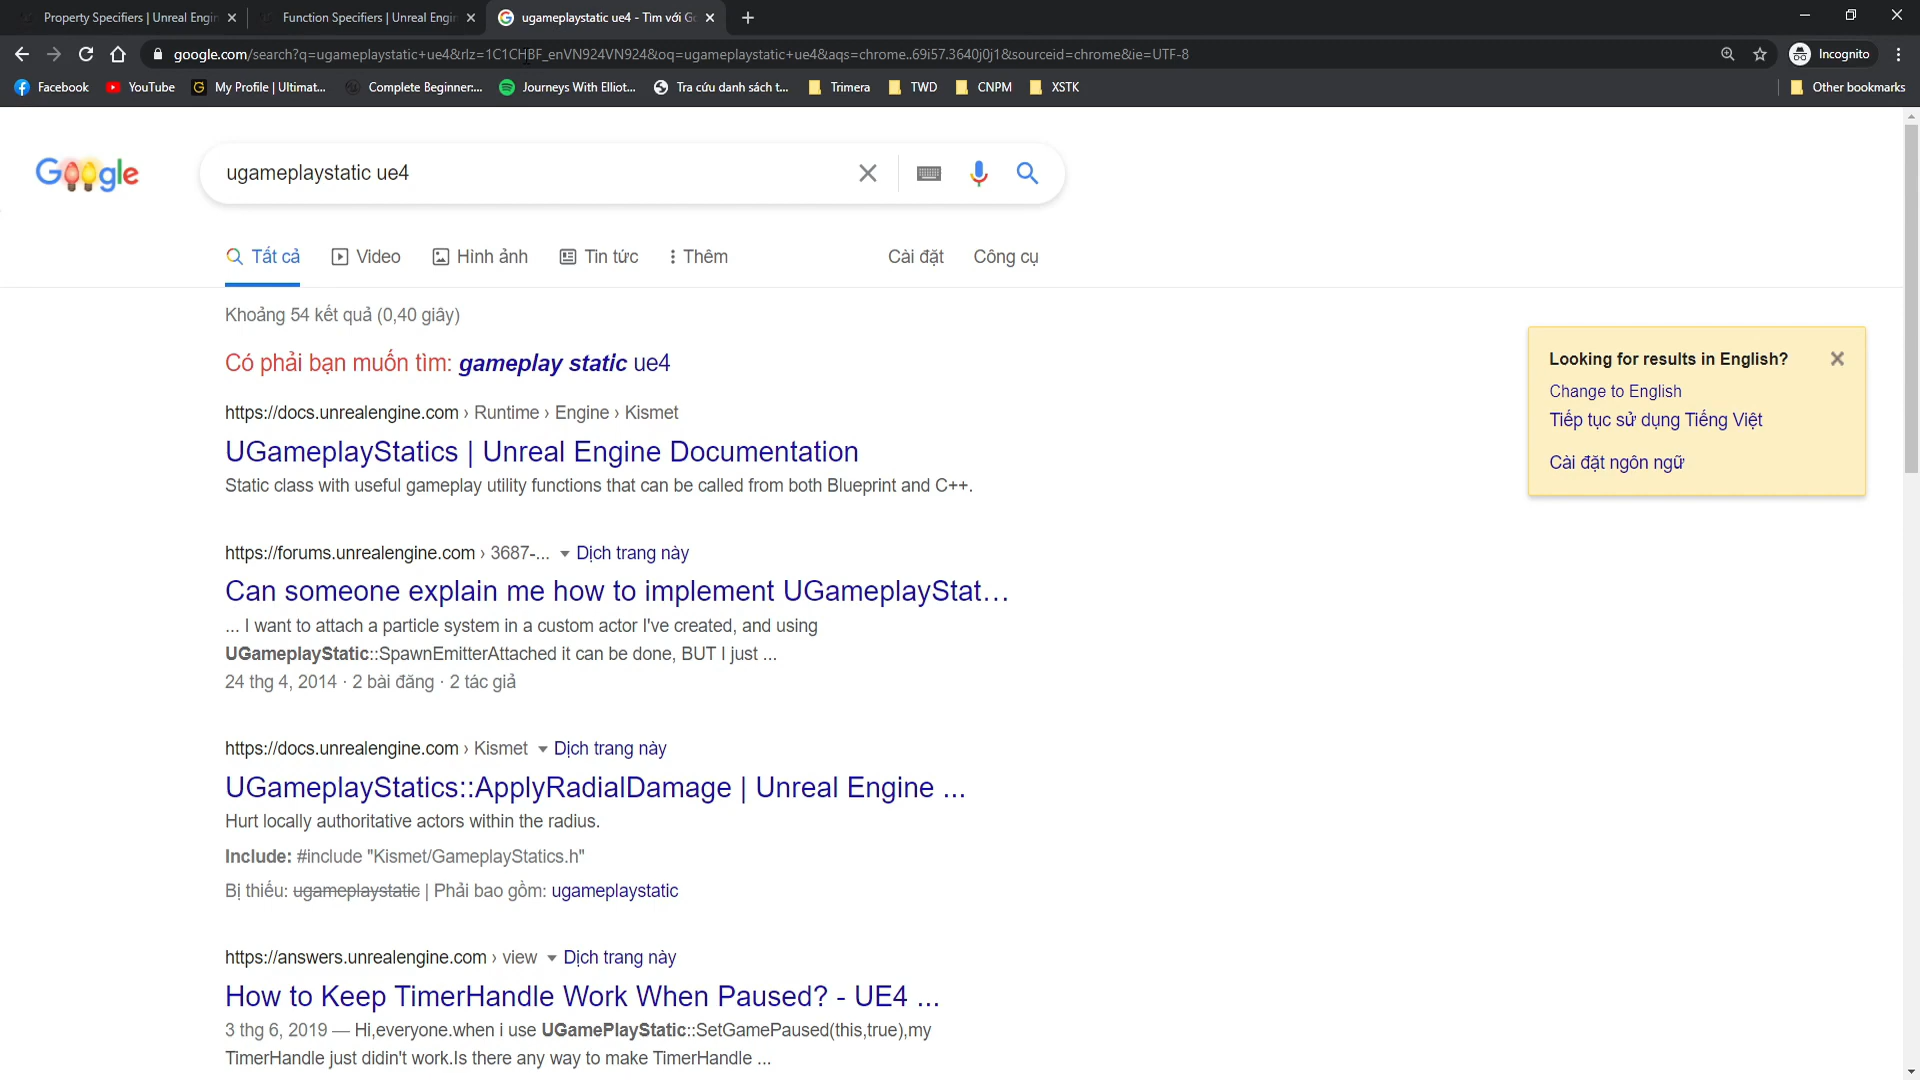 Property Specifiers | Unreal Engin
Function Specifiers | Unreal Engin
ugameplaystatic ue4 - Tìm với Go
google.com/search?q=ugameplaystatic+ue4&rlz=1C1CHBF_enVN924VN924&oq=ugameplaystatic+ue4&aqs=chrome..69i57.3640j0j1&sourceid=chrome&ie=UTF-8
Incognito
Facebook
YouTube
My Profile | Ultimat...
Complete Beginner:...
Journeys With Elliot...
Tra cứu danh sách t...
Trimera
TWD
CNPM
XSTK
Other bookmarks
Google
ugameplaystatic ue4
Tất cả
Video
Hình ảnh
Tin tức
Thêm
Cài đặt
Công cụ
Khoảng 54 kết quả (0,40 giây)
Có phải bạn muốn tìm: gameplay static ue4
https://docs.unrealengine.com › Runtime › Engine › Kismet
UGameplayStatics | Unreal Engine Documentation
Static class with useful gameplay utility functions that can be called from both Blueprint and C++.
https://forums.unrealengine.com › 3687-... Dịch trang này
Can someone explain me how to implement UGameplayStat...
... I want to attach a particle system in a custom actor I've created, and using
UGameplayStatic::SpawnEmitterAttached it can be done, BUT I just ...
24 thg 4, 2014 · 2 bài đăng · 2 tác giả
https://docs.unrealengine.com › Kismet Dịch trang này
UGameplayStatics::ApplyRadialDamage | Unreal Engine ...
Hurt locally authoritative actors within the radius.
Include: #include "Kismet/GameplayStatics.h"
Bị thiếu: ugameplaystatic | Phải bao gồm: ugameplaystatic
https://answers.unrealengine.com › view Dịch trang này
How to Keep TimerHandle Work When Paused? - UE4 ...
3 thg 6, 2019 — Hi,everyone.when i use UGamePlayStatic::SetGamePaused(this,true),my
TimerHandle just didin't work.Is there any way to make TimerHandle ...
Looking for results in English?
Change to English
Tiếp tục sử dụng Tiếng Việt
Cài đặt ngôn ngữ